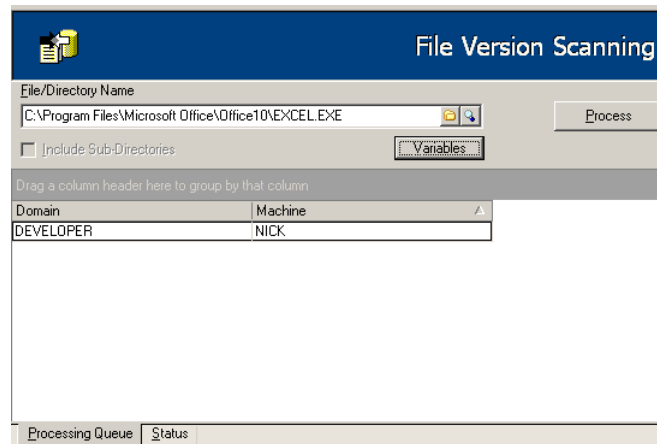 File Version Scanning
File/Directory Name
C:\Program Files\Microsoft Office\Office10\EXCEL.EXE
Process
Include Sub-Directories
Variables
Drag a column header here to group by that column
Domain Machine
DEVELOPER NICK
Processing Queue Status